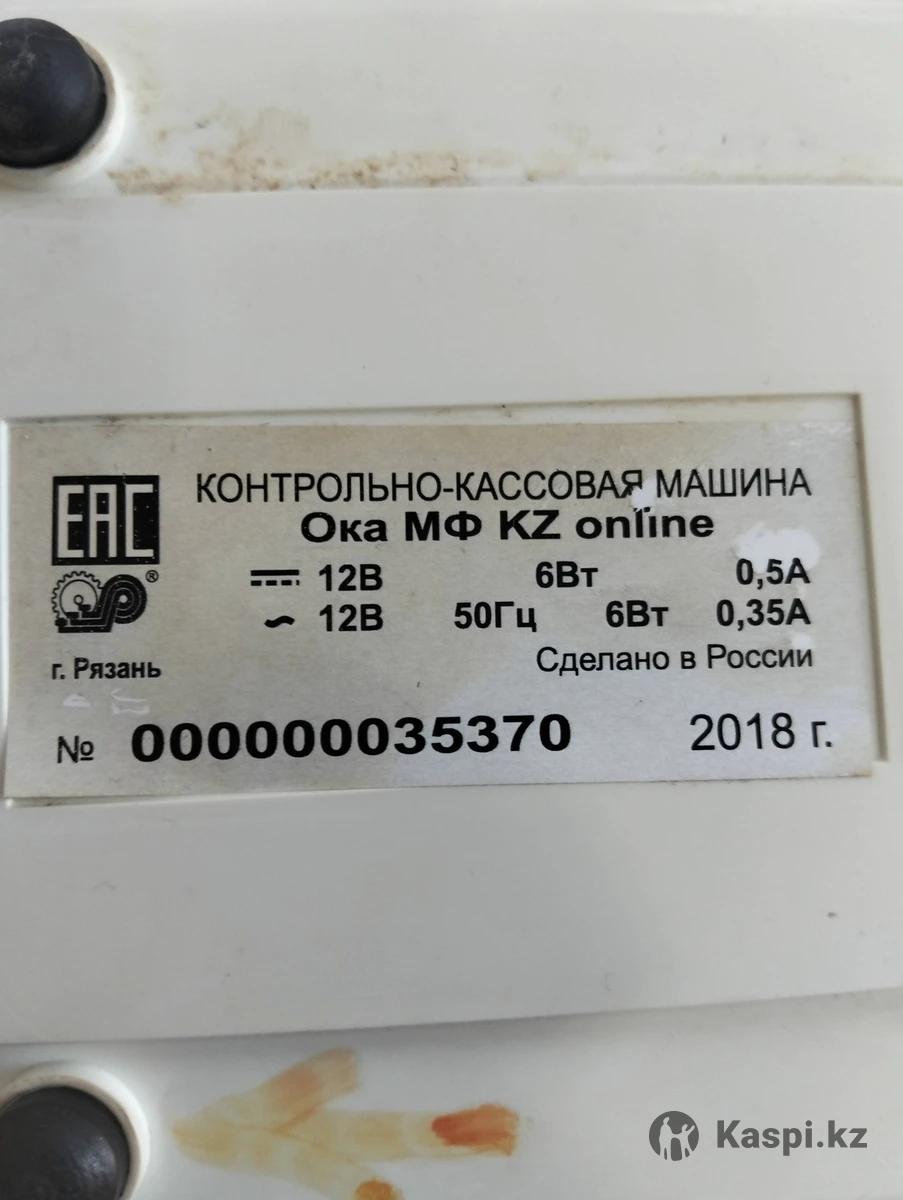 EAC
КОНТРОЛЬНО-КАССОВАЯ МАШИНА
Ока МФ KZ online
12В 6Вт 0,5А
~ 12В 50Гц 6Вт 0,35А
®
г. Рязань
Сделано в России
№ 000000035370 2018 г.
Kaspi.kz